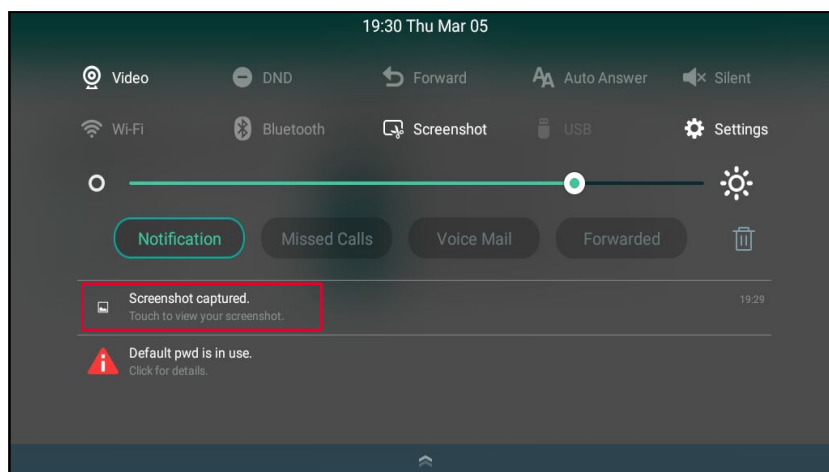 19:30 Thu Mar 05
Video DND Forward Auto Answer Silent
Wi-Fi Bluetooth Screenshot USB Settings
Notification Missed Calls Voice Mail Forwarded
Screenshot captured. 19:29
Touch to view your screenshot.
Default pwd is in use.
Click for details.